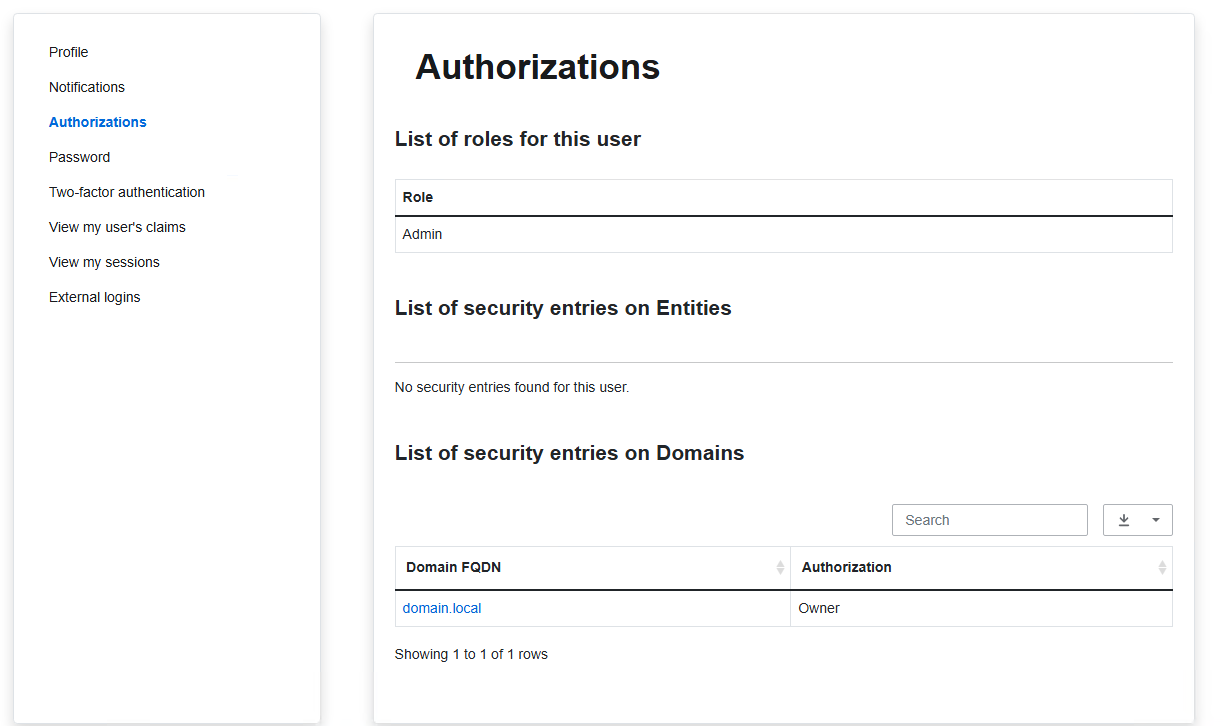 Profile
Notifications
Authorizations
Password
Two-factor authentication
View my user's claims
View my sessions
External logins
Authorizations
List of roles for this user
Role
Admin
List of security entries on Entities
No security entries found for this user.
List of security entries on Domains
Search
Domain FQDN Authorization
domain.local Owner
Showing 1 to 1 of 1 rows